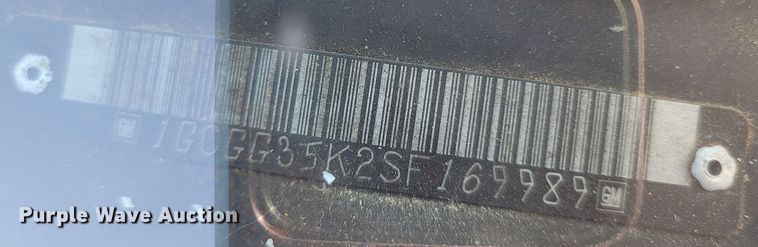 GM 1GCGG35K2SF169989 GM
Purple Wave Auction